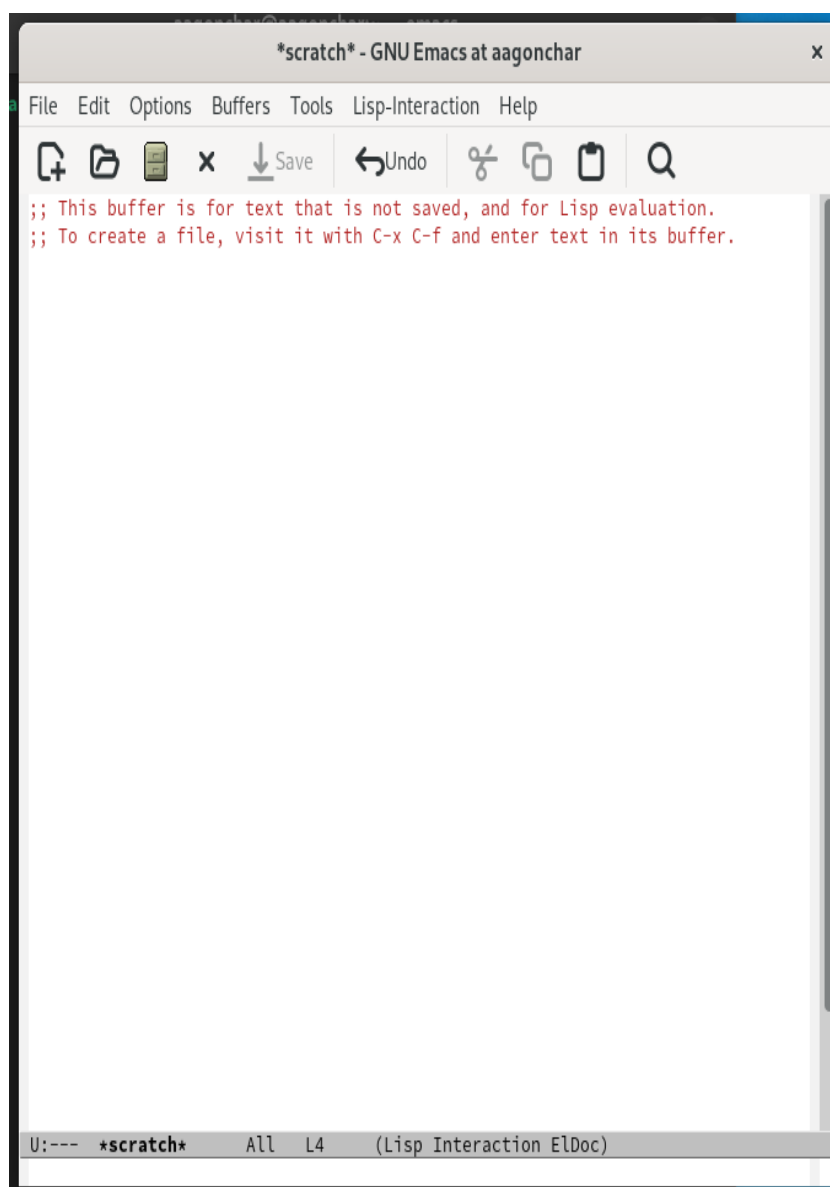 *scratch* - GNU Emacs at aagonchar
File Edit Options Buffers Tools Lisp-Interaction Help
Save Undo
;; This buffer is for text that is not saved, and for Lisp evaluation.
;; To create a file, visit it with C-x C-f and enter text in its buffer.
U:--- *scratch* All L4 (Lisp Interaction ElDoc)